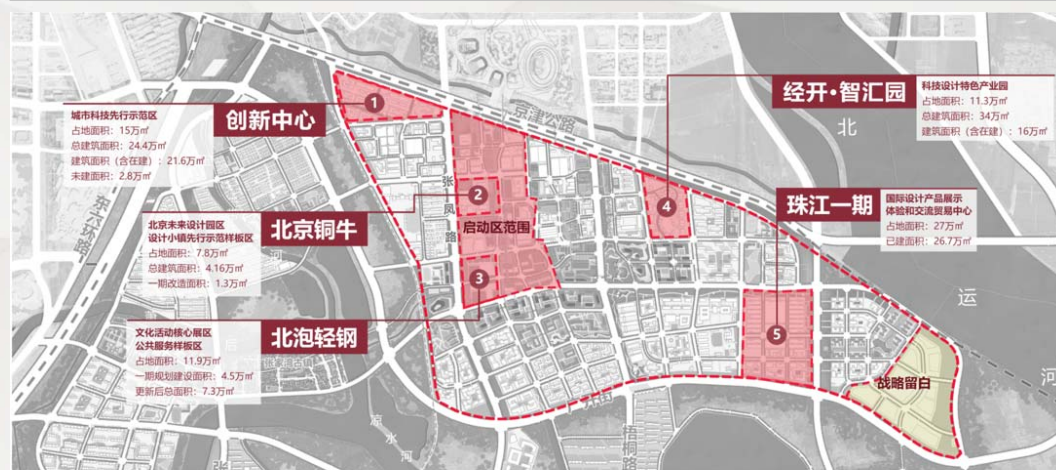 创新中心
城市科技先行示范区
占地面积：15万㎡
总建筑面积：24.4万㎡
建筑面积（含在建）：21.6万㎡
未建面积：2.8万㎡
北京铜牛
北京未来设计园区
设计小镇先行示范样板区
占地面积：7.8万㎡
总建筑面积：4.16万㎡
一期改造面积：1.3万㎡
北泡轻钢
文化活动核心展区
公共服务样板区
占地面积：11.9万㎡
一期规划建设面积：4.5万㎡
更新后总面积：7.3万㎡
经开·智汇园
科技设计特色产业园
占地面积：11.3万㎡
总建筑面积：34万㎡
建筑面积（含在建）：16万㎡
珠江一期
国际设计产品展示
体验和交流贸易中心
占地面积：27万㎡
已建面积：26.7万㎡
1
2
启动区范围
3
4
5
战略留白
京津公路
张凤路
东六环路
北
运
河
凉水河
梧桐路
张